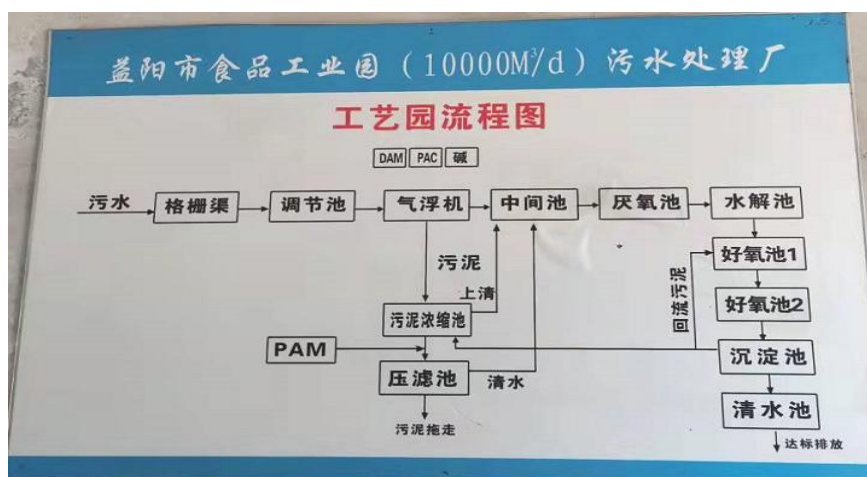 益阳市食品工业园（10000M³/d）污水处理厂
工艺园流程图
DAM PAC 碱
污水 格栅渠 调节池 气浮机 中间池 厌氧池 水解池
污泥
上清
好氧池1
回流污泥
好氧池2
污泥浓缩池
PAM
沉淀池
压滤池
清水
清水池
污泥拖走
达标排放